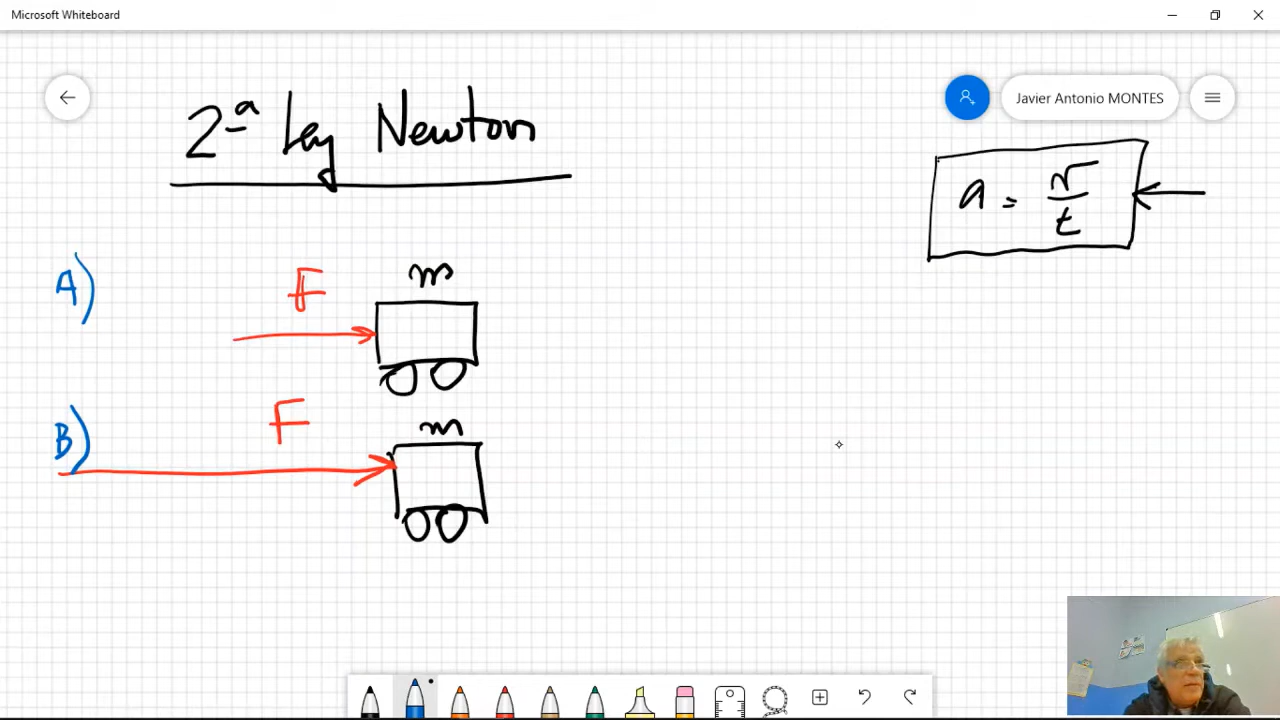 Microsoft Whiteboard
Javier Antonio MONTES
2ª Ley Newton
a = v/t
A)
F
m
B)
F
m